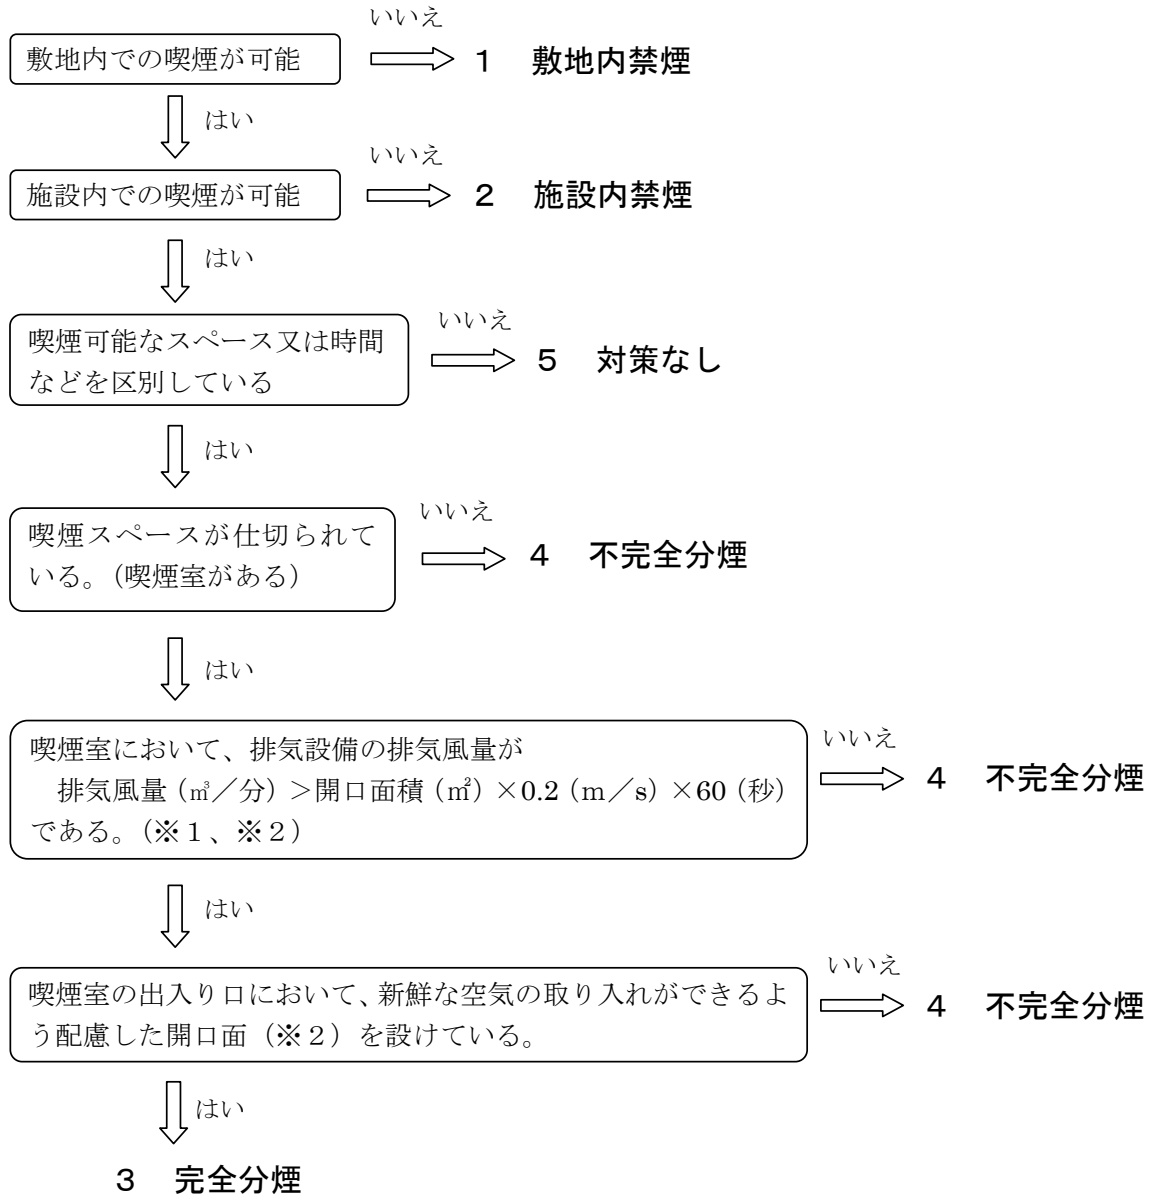 いいえ
敷地内での喫煙が可能
1 敷地内禁煙
はい
いいえ
施設内での喫煙が可能
2 施設内禁煙
はい
いいえ
喫煙可能なスペース又は時間
などを区別している
5 対策なし
はい
いいえ
喫煙スペースが仕切られて
いる。(喫煙室がある)
4 不完全分煙
はい
喫煙室において、排気設備の排気風量が
排気風量(㎥/分)>開口面積(㎡)×0.2(m/s)×60(秒)
である。(※1、※2)
いいえ
4 不完全分煙
はい
喫煙室の出入り口において、新鮮な空気の取り入れができるよ
う配慮した開口面(※2)を設けている。
いいえ
4 不完全分煙
はい
3 完全分煙